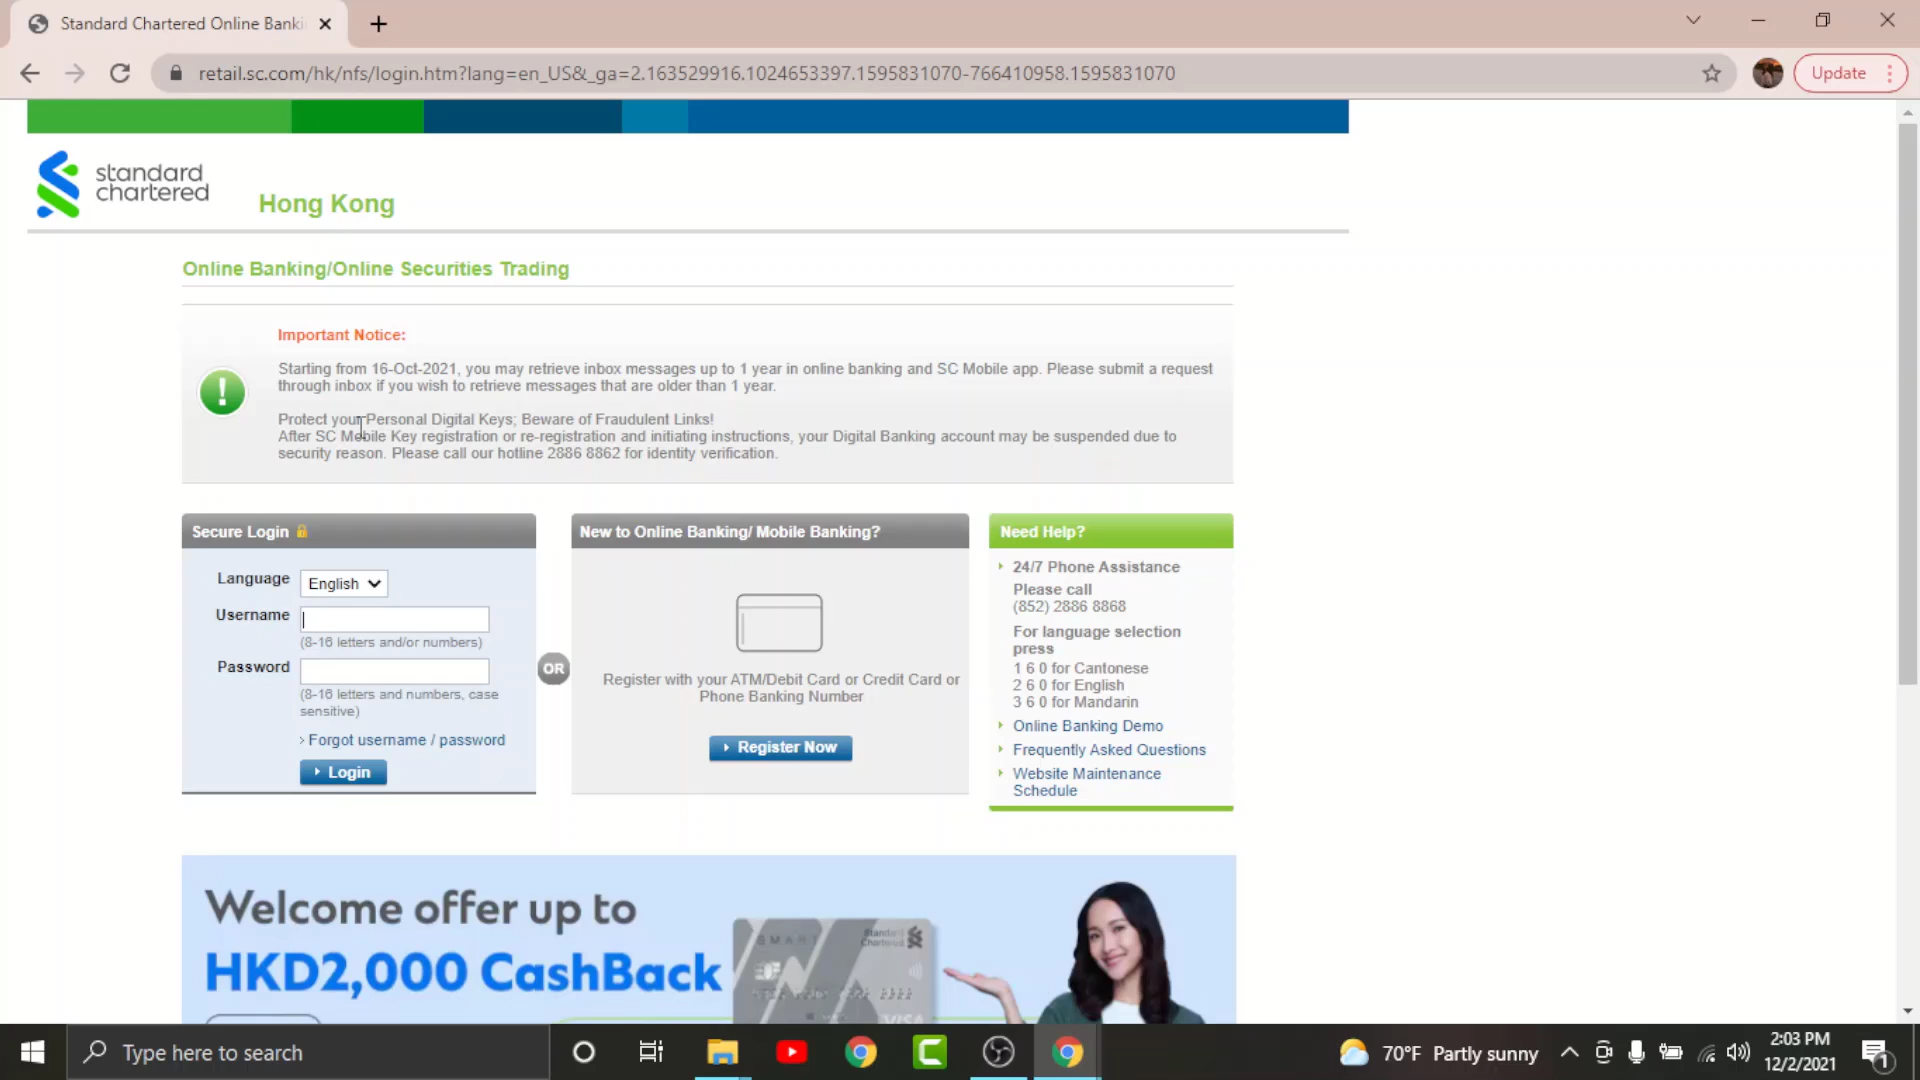 Standard Chartered Online Banki
retail.sc.com/hk/nfs/login.htm?lang=en_US&_ga=2.163529916.1024653397.1595831070-766410958.1595831070
Update
standard
chartered
Hong Kong
Online Banking/Online Securities Trading
Important Notice:
Starting from 16-Oct-2021, you may retrieve inbox messages up to 1 year in online banking and SC Mobile app. Please submit a request
through inbox if you wish to retrieve messages that are older than 1 year.
Protect your Personal Digital Keys; Beware of Fraudulent Links!
After SC Mobile Key registration or re-registration and initiating instructions, your Digital Banking account may be suspended due to
security reason. Please call our hotline 2886 8862 for identity verification.
Secure Login
Language English
Username
(8-16 letters and/or numbers)
Password
(8-16 letters and numbers, case
sensitive)
› Forgot username / password
Login
OR
New to Online Banking/ Mobile Banking?
Register with your ATM/Debit Card or Credit Card or
Phone Banking Number
Register Now
Need Help?
24/7 Phone Assistance
Please call
(852) 2886 8868
For language selection
press
1 6 0 for Cantonese
2 6 0 for English
3 6 0 for Mandarin
Online Banking Demo
Frequently Asked Questions
Website Maintenance
Schedule
Welcome offer up to
HKD2,000 CashBack
SMART
Standard
Chartered
VISA
Type here to search
70°F Partly sunny
2:03 PM
12/2/2021
1